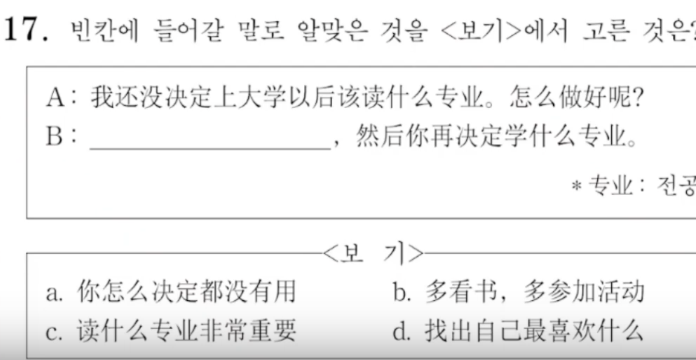 17. 빈칸에 들어갈 말로 알맞은 것을 <보기>에서 고른 것은?
A: 我还没决定上大学以后该读什么专业。怎么做好呢?
B: ____________________, 然后你再决定学什么专业。
* 专业: 전공
<보 기>
a. 你怎么决定都没有用 b. 多看书，多参加活动
c. 读什么专业非常重要 d. 找出自己最喜欢什么